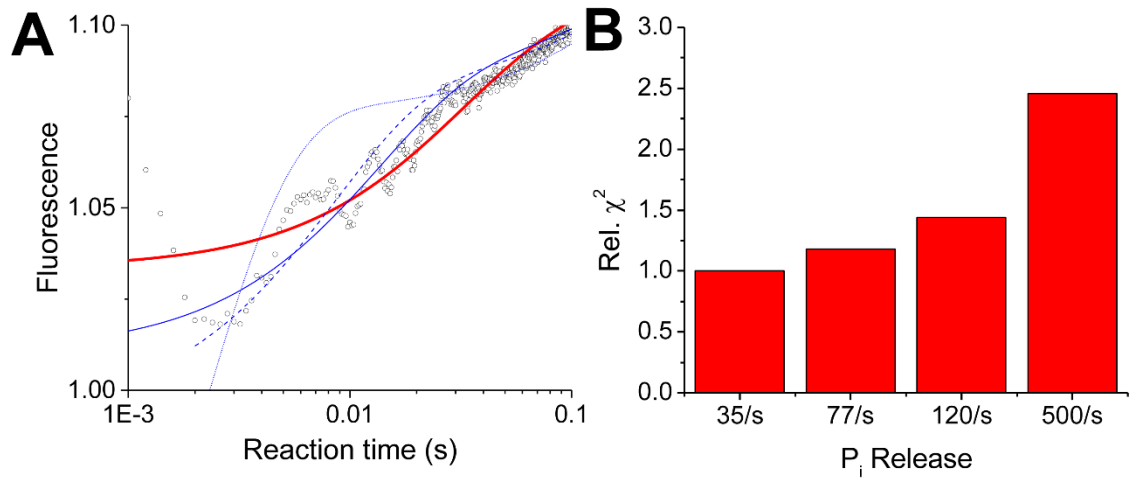 A
Fluorescence
1.10
1.05
1.00
1E-3 0.01 0.1
Reaction time (s)
B
Rel. χ²
3.0
2.5
2.0
1.5
1.0
0.5
0.0
35/s 77/s 120/s 500/s
Pᵢ Release